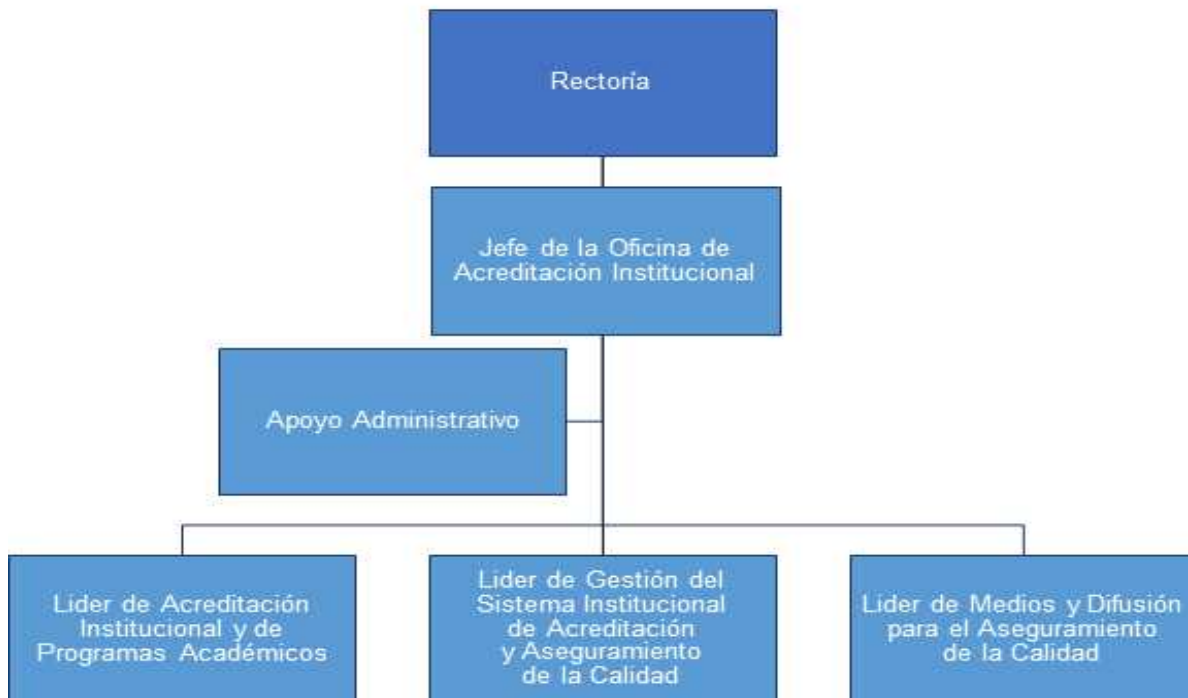 Rectoría
Jefe de la Oficina de
Acreditación Institucional
Apoyo Administrativo
Lider de Acreditación
Institucional y de
Programas Académicos
Lider de Gestión del
Sistema Institucional
de Acreditación
y Aseguramiento
de la Calidad
Lider de Medios y Difusión
para el Aseguramiento
de la Calidad